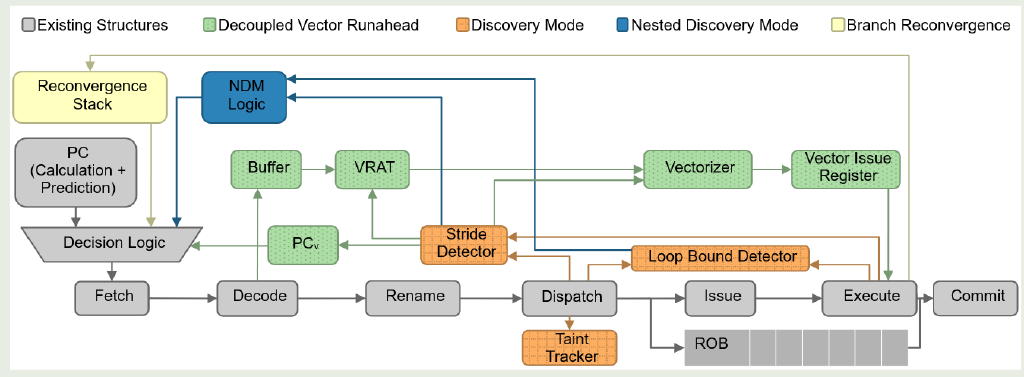 Existing Structures
Decoupled Vector Runahead
Discovery Mode
Nested Discovery Mode
Branch Reconvergence
Reconvergence
Stack
NDM
Logic
PC
(Calculation +
Prediction)
Buffer
VRAT
Vectorizer
Vector Issue
Register
Decision Logic
PCv
Stride
Detector
Loop Bound Detector
Fetch
Decode
Rename
Dispatch
Issue
Execute
Commit
Taint
Tracker
ROB